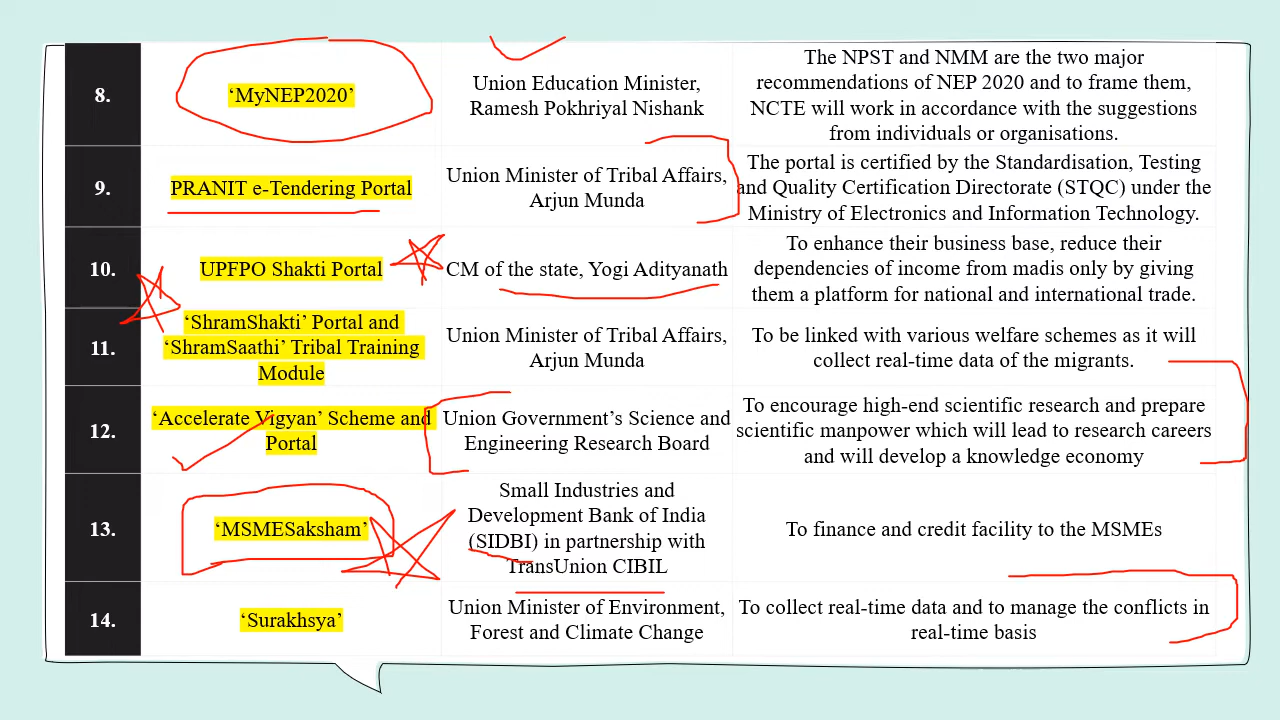 8.
‘MyNEP2020’
Union Education Minister,
Ramesh Pokhriyal Nishank
The NPST and NMM are the two major
recommendations of NEP 2020 and to frame them,
NCTE will work in accordance with the suggestions
from individuals or organisations.
9.
PRANIT e-Tendering Portal
Union Minister of Tribal Affairs,
Arjun Munda
The portal is certified by the Standardisation, Testing
and Quality Certification Directorate (STQC) under the
Ministry of Electronics and Information Technology.
10.
UPFPO Shakti Portal
CM of the state, Yogi Adityanath
To enhance their business base, reduce their
dependencies of income from madis only by giving
them a platform for national and international trade.
11.
‘ShramShakti’ Portal and
‘ShramSaathi’ Tribal Training
Module
Union Minister of Tribal Affairs,
Arjun Munda
To be linked with various welfare schemes as it will
collect real-time data of the migrants.
12.
‘Accelerate Vigyan’ Scheme and
Portal
Union Government’s Science and
Engineering Research Board
To encourage high-end scientific research and prepare
scientific manpower which will lead to research careers
and will develop a knowledge economy
13.
‘MSMESaksham’
Small Industries and
Development Bank of India
(SIDBI) in partnership with
TransUnion CIBIL
To finance and credit facility to the MSMEs
14.
‘Surakhsya’
Union Minister of Environment,
Forest and Climate Change
To collect real-time data and to manage the conflicts in
real-time basis